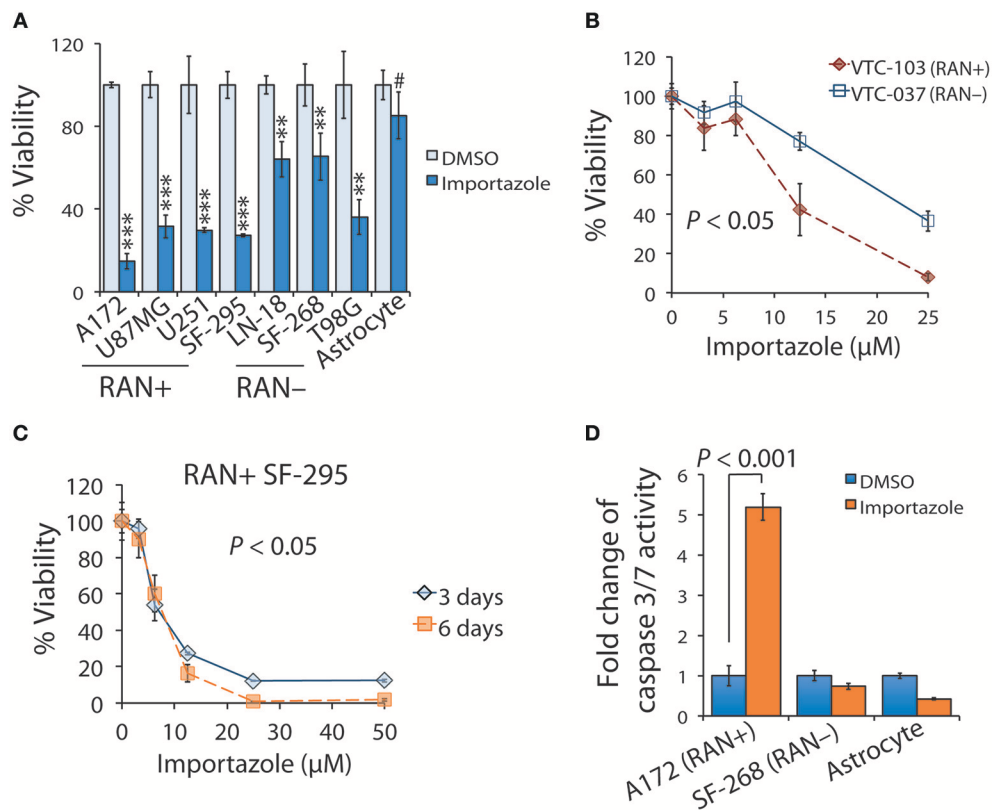 A
120
80
40
0
% Viability
DMSO
Importazole
***
***
***
***
**
**
**
#
A172
U87MG
U251
SF-295
LN-18
SF-268
T98G
Astrocyte
RAN+
RAN–
B
120
100
80
60
40
20
0
% Viability
VTC-103 (RAN+)
VTC-037 (RAN–)
P < 0.05
0 5 10 15 20 25
Importazole (μM)
C
RAN+ SF-295
120
100
80
60
40
20
0
% Viability
P < 0.05
3 days
6 days
0 10 20 30 40 50
Importazole (μM)
D
P < 0.001
6
5
4
3
2
1
0
Fold change of
caspase 3/7 activity
DMSO
Importazole
A172 (RAN+)
SF-268 (RAN–)
Astrocyte